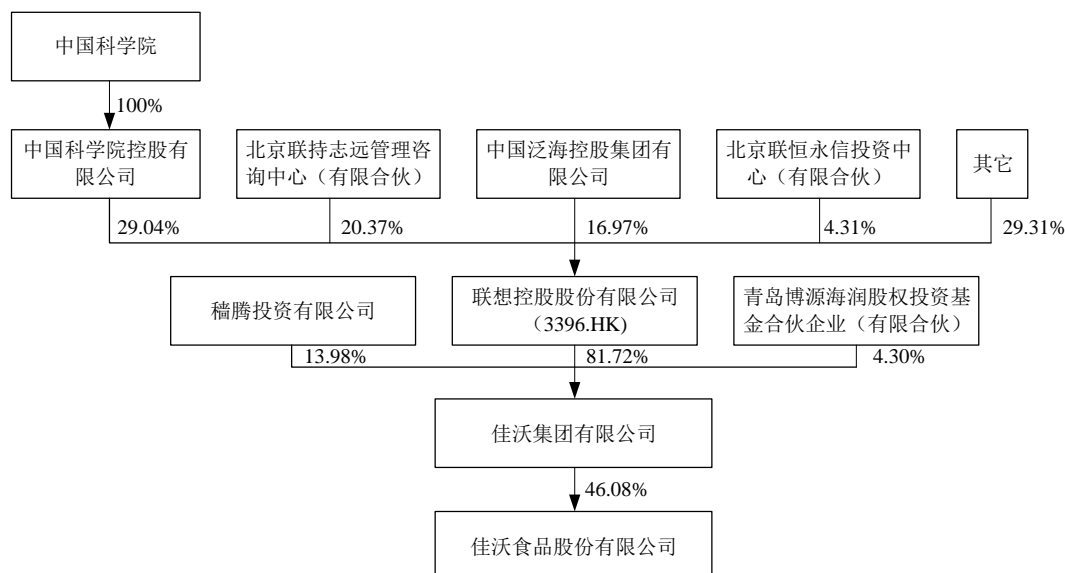 中国科学院
100%
中国科学院控股有
限公司
北京联持志远管理咨
询中心（有限合伙）
中国泛海控股集团有
限公司
北京联恒永信投资中
心（有限合伙）
其它
29.04%
20.37%
16.97%
4.31%
29.31%
穑腾投资有限公司
联想控股股份有限公司
（3396.HK)
青岛博源海润股权投资基
金合伙企业（有限合伙）
13.98%
81.72%
4.30%
佳沃集团有限公司
46.08%
佳沃食品股份有限公司